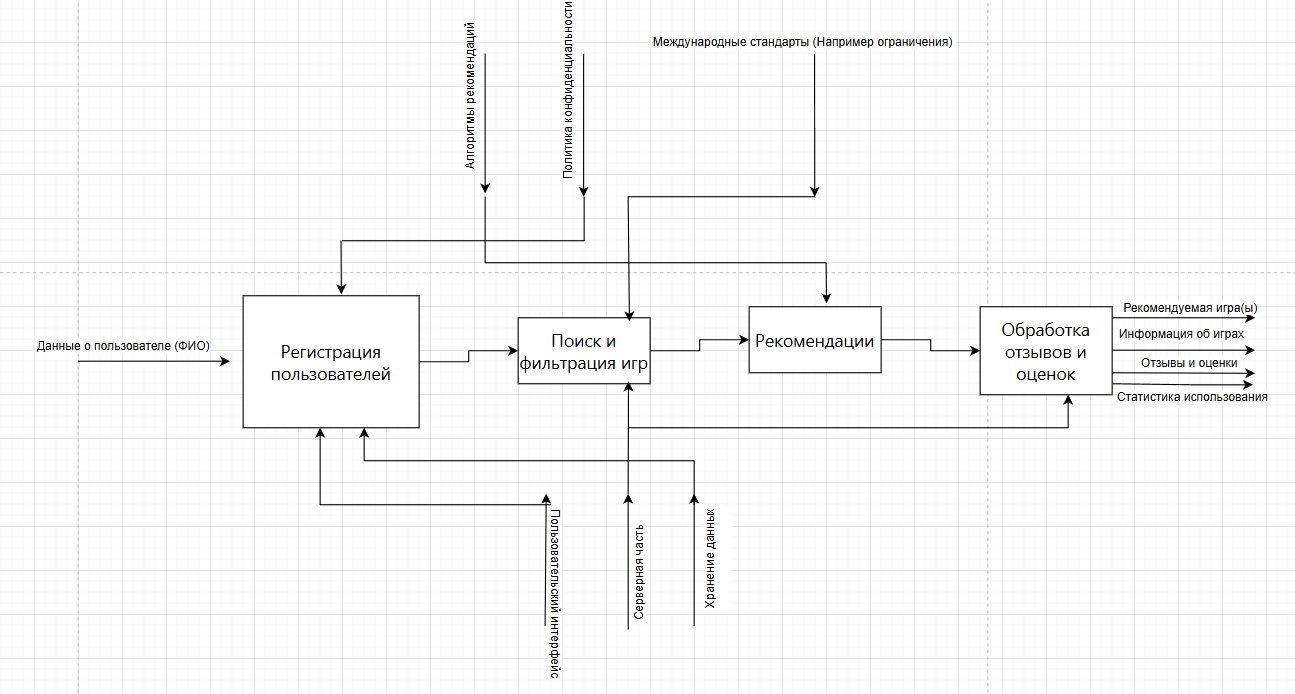 Алгоритмы рекомендаций
Политика конфиденциальности
Международные стандарты (Например ограничения)
Данные о пользователе (ФИО)
Регистрация
пользователей
Поиск и
фильтрация игр
Рекомендации
Обработка
отзывов и
оценок
Рекомендуемая игра(ы)
Информация об играх
Отзывы и оценки
Статистика использования
Пользовательский интерфейс
Серверная часть
Хранение данных